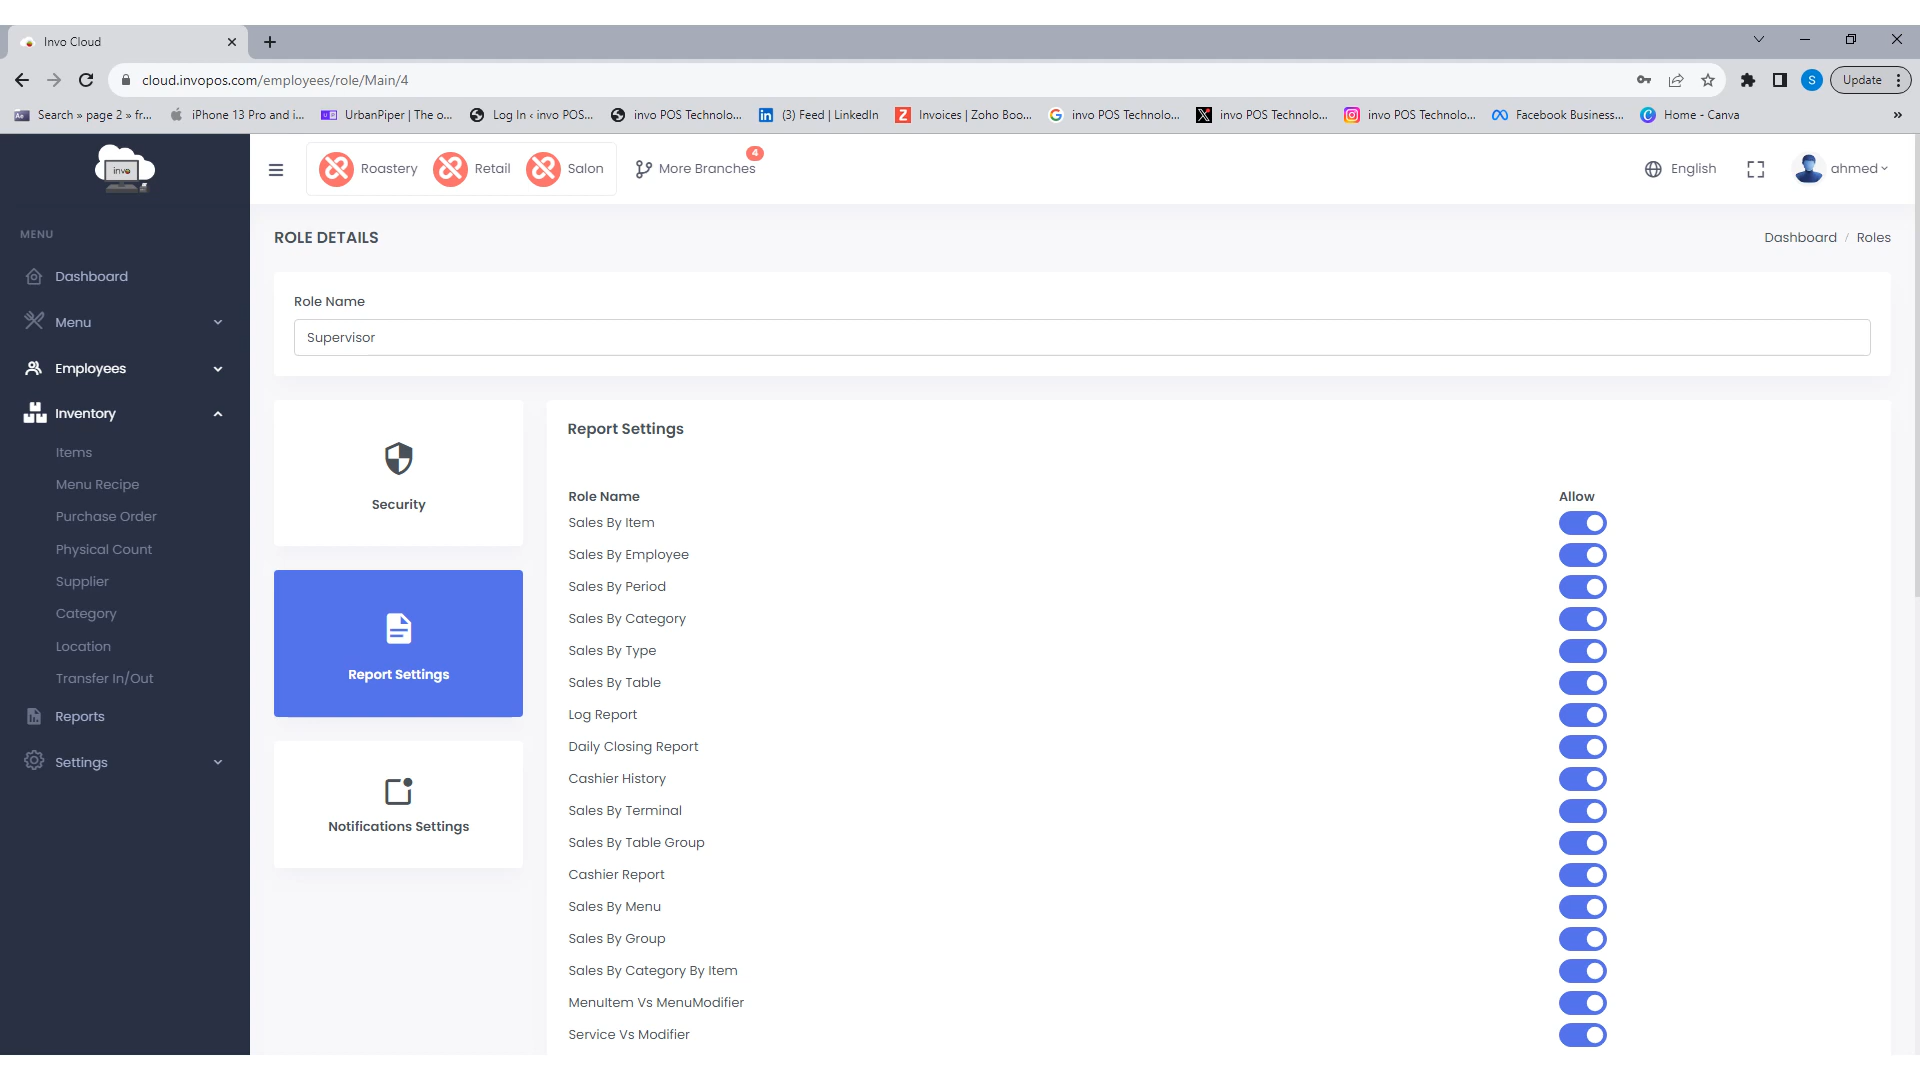 Invo Cloud
cloud.invopos.com/employees/role/Main/4
Update
Ae Search » page 2 » fr...
iPhone 13 Pro and i...
UrbanPiper | The o...
Log In ‹ invo POS...
invo POS Technolo...
(3) Feed | LinkedIn
Invoices | Zoho Boo...
invo POS Technolo...
invo POS Technolo...
invo POS Technolo...
Facebook Business...
Home - Canva
»
S
invo
Roastery
Retail
Salon
More Branches
4
English
ahmed
MENU
Dashboard
Menu
Employees
Inventory
Items
Menu Recipe
Purchase Order
Physical Count
Supplier
Category
Location
Transfer In/Out
Reports
Settings
ROLE DETAILS
Dashboard / Roles
Role Name
Supervisor
Security
Report Settings
Notifications Settings
Report Settings
Role Name Allow
Sales By Item
Sales By Employee
Sales By Period
Sales By Category
Sales By Type
Sales By Table
Log Report
Daily Closing Report
Cashier History
Sales By Terminal
Sales By Table Group
Cashier Report
Sales By Menu
Sales By Group
Sales By Category By Item
MenuItem Vs MenuModifier
Service Vs Modifier